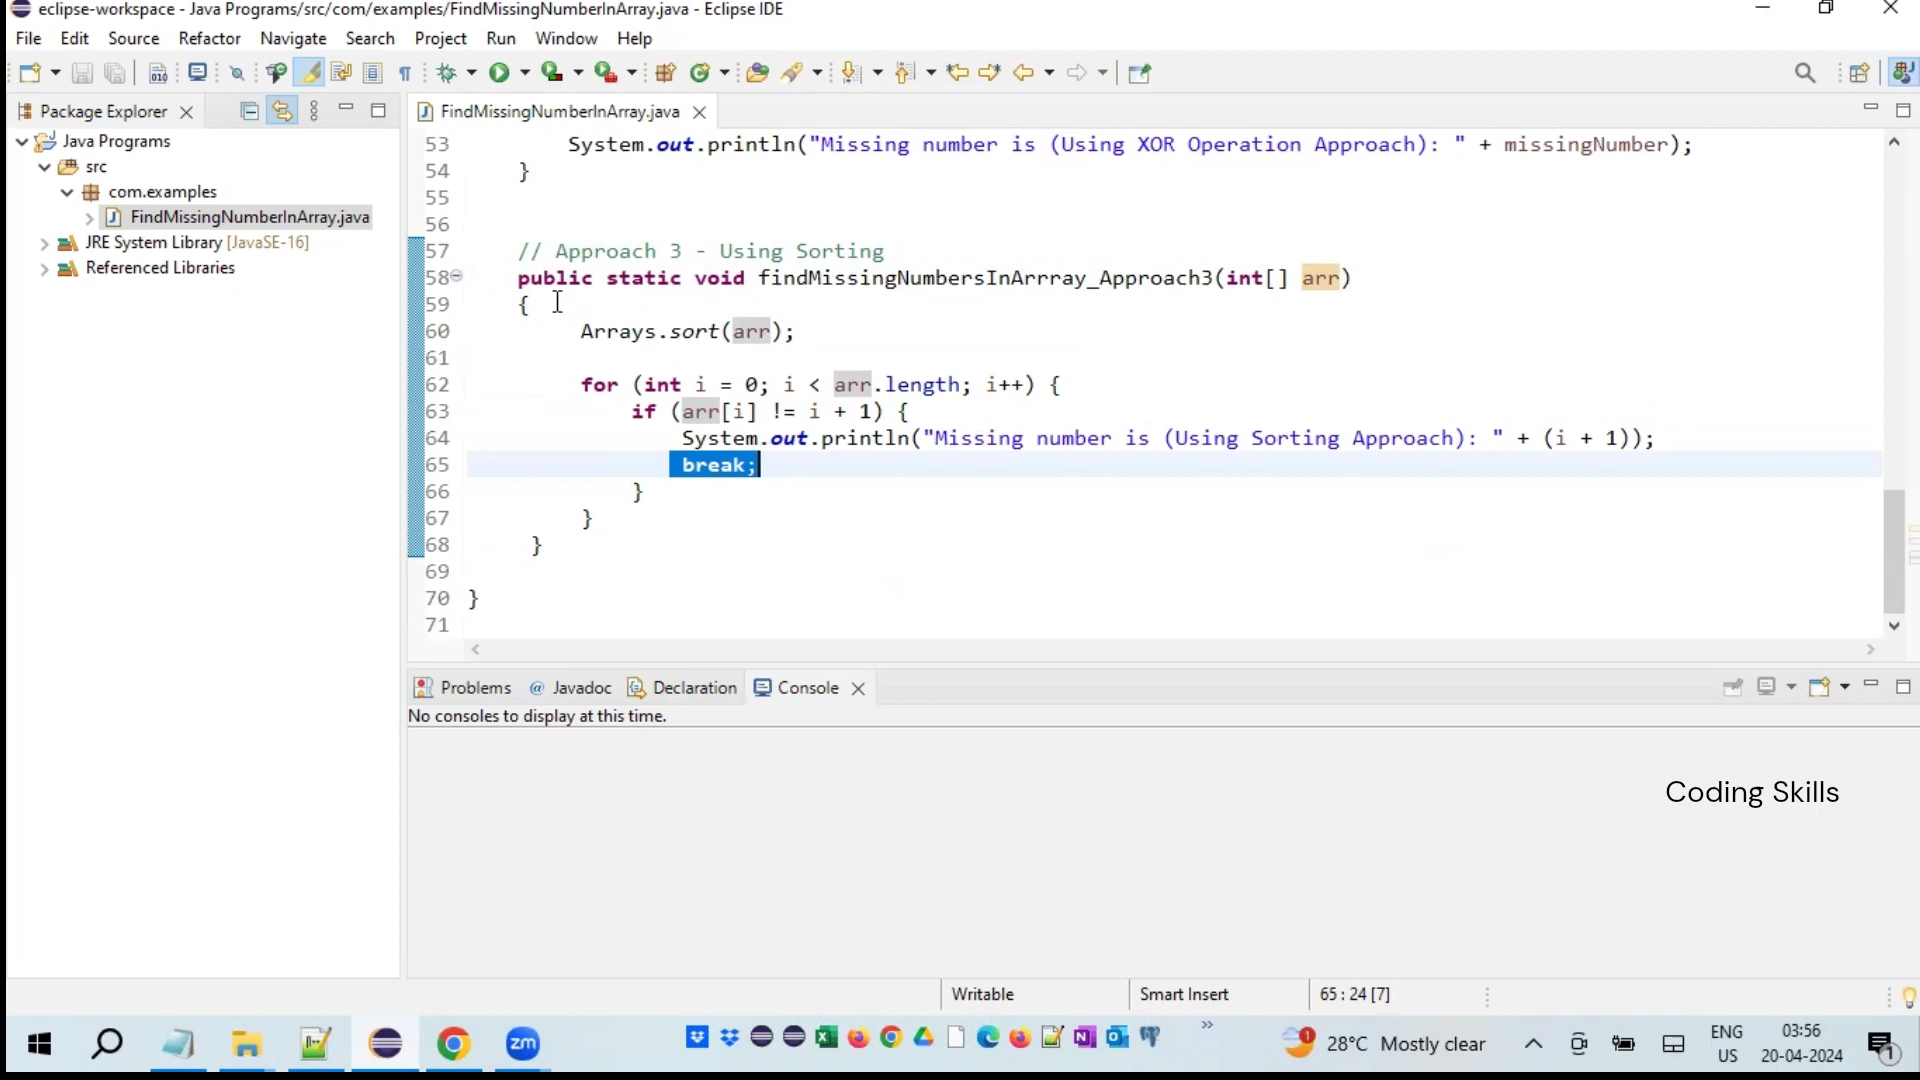 eclipse-workspace - Java Programs/src/com/examples/FindMissingNumberInArray.java - Eclipse IDE
File Edit Source Refactor Navigate Search Project Run Window Help
Package Explorer
FindMissingNumberInArray.java
Java Programs
src
com.examples
FindMissingNumberInArray.java
JRE System Library [JavaSE-16]
Referenced Libraries
53 System.out.println("Missing number is (Using XOR Operation Approach): " + missingNumber);
54 }
55
56
57 // Approach 3 - Using Sorting
58 public static void findMissingNumbersInArrray_Approach3(int[] arr)
59 {
60 Arrays.sort(arr);
61
62 for (int i = 0; i < arr.length; i++) {
63 if (arr[i] != i + 1) {
64 System.out.println("Missing number is (Using Sorting Approach): " + (i + 1));
65 break;
66 }
67 }
68 }
69
70 }
71
Problems @ Javadoc Declaration Console
No consoles to display at this time.
Coding Skills
Writable Smart Insert 65 : 24 [7]
zm
28°C Mostly clear
ENG
US
03:56
20-04-2024
1